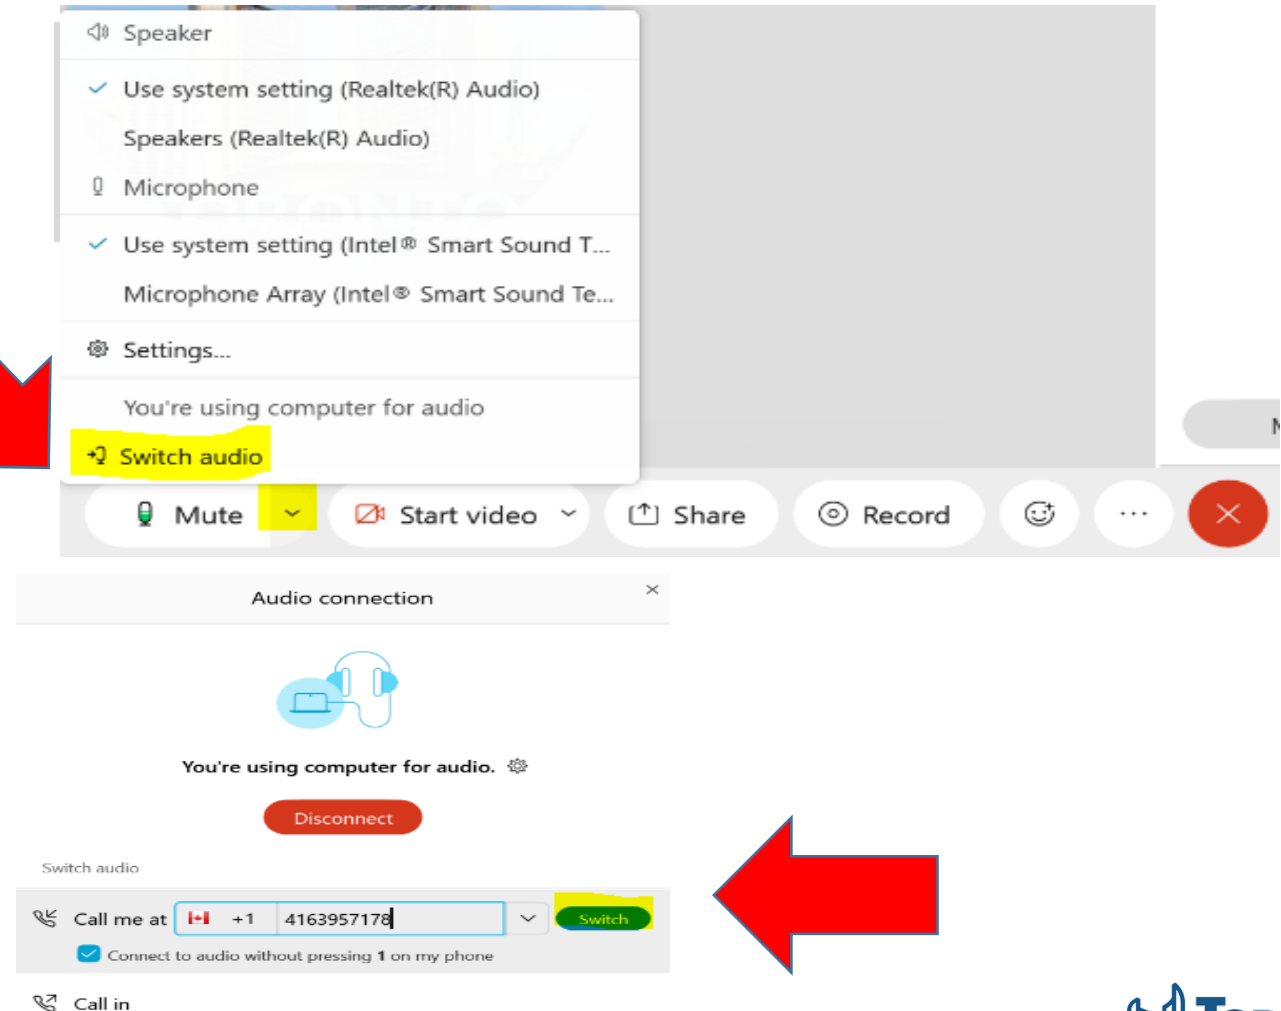 Speaker
Use system setting (Realtek(R) Audio)
Speakers (Realtek(R) Audio)
Microphone
TORONTO
Use system setting (Intel® Smart Sound T...
Microphone Array (Intel® Smart Sound Te...
Settings...
You're using computer for audio
Switch audio
Mute Start video Share Record ...
Audio connection
You're using computer for audio.
Disconnect
Switch audio
Call me at +1 4163957178 Switch
Connect to audio without pressing 1 on my phone
Call in